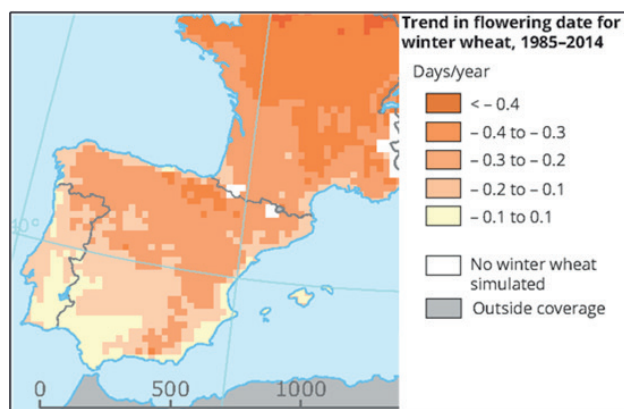 Trend in flowering date for
winter wheat, 1985–2014
Days/year
< – 0.4
– 0.4 to – 0.3
– 0.3 to – 0.2
– 0.2 to – 0.1
– 0.1 to 0.1
No winter wheat
simulated
Outside coverage
40°
0 500 1000